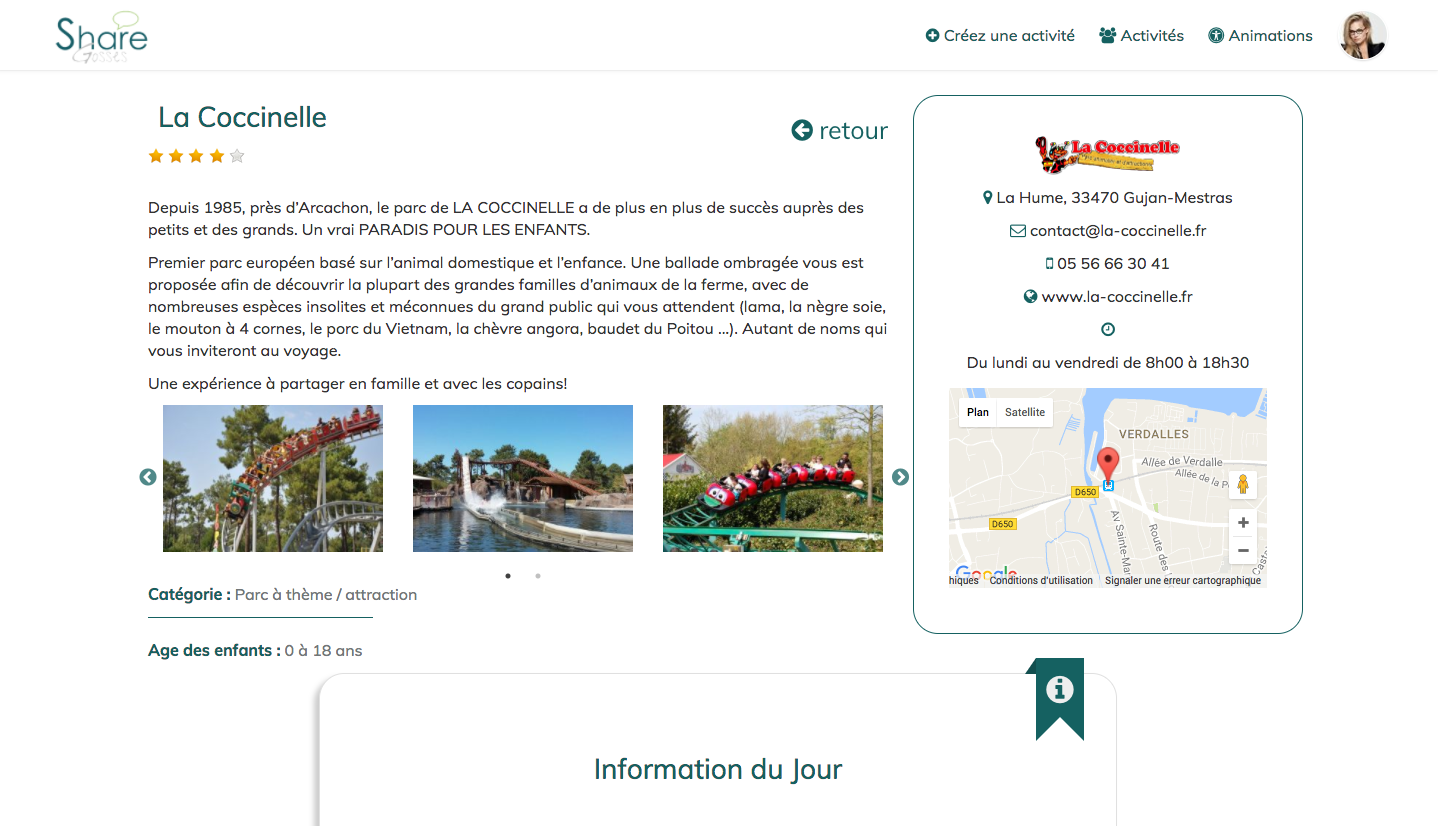 Share
Gosses
Créez une activité
Activités
Animations
La Coccinelle
retour
Depuis 1985, près d'Arcachon, le parc de LA COCCINELLE a de plus en plus de succès auprès des
petits et des grands. Un vrai PARADIS POUR LES ENFANTS.
Premier parc européen basé sur l'animal domestique et l'enfance. Une ballade ombragée vous est
proposée afin de découvrir la plupart des grandes familles d'animaux de la ferme, avec de
nombreuses espèces insolites et méconnues du grand public qui vous attendent (lama, la nègre soie,
le mouton à 4 cornes, le porc du Vietnam, la chèvre angora, baudet du Poitou ...). Autant de noms qui
vous inviteront au voyage.
Une expérience à partager en famille et avec les copains!
Catégorie : Parc à thème / attraction
Age des enfants : 0 à 18 ans
La Coccinelle
La Hume, 33470 Gujan-Mestras
contact@la-coccinelle.fr
05 56 66 30 41
www.la-coccinelle.fr
Du lundi au vendredi de 8h00 à 18h30
Plan
Satellite
VERDALLES
Allée de Verdalle
Allée de la P
D650
D650
Av Sainte-Mar
Route des
Caste
Google
hiques
Conditions d'utilisation
Signaler une erreur cartographique
Information du Jour